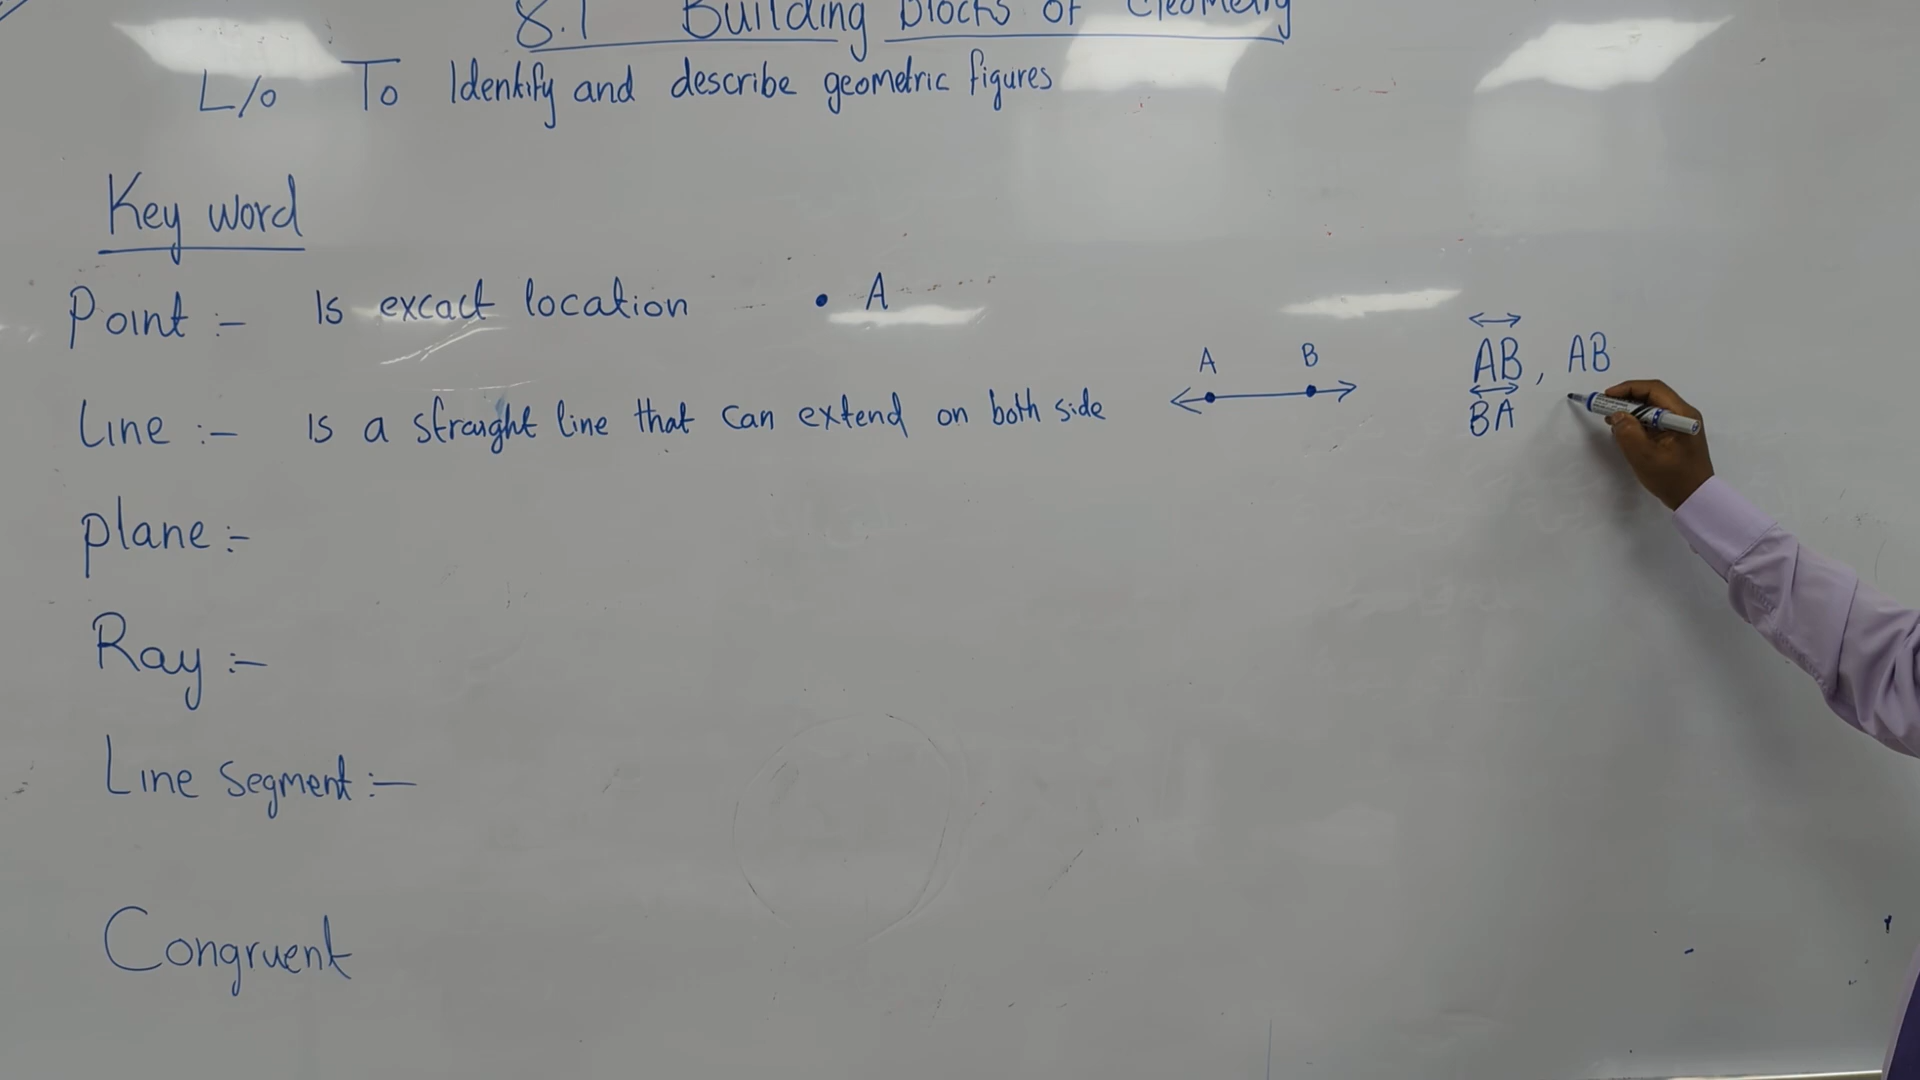 8.1 Building Blocks of Geometry
L/o To Identify and describe geometric figures
Key word
Point :- Is excact location • A
Line :- Is a straight line that can extend on both side
A B
AB, AB
BA
plane :-
Ray :-
Line Segment :-
Congruent